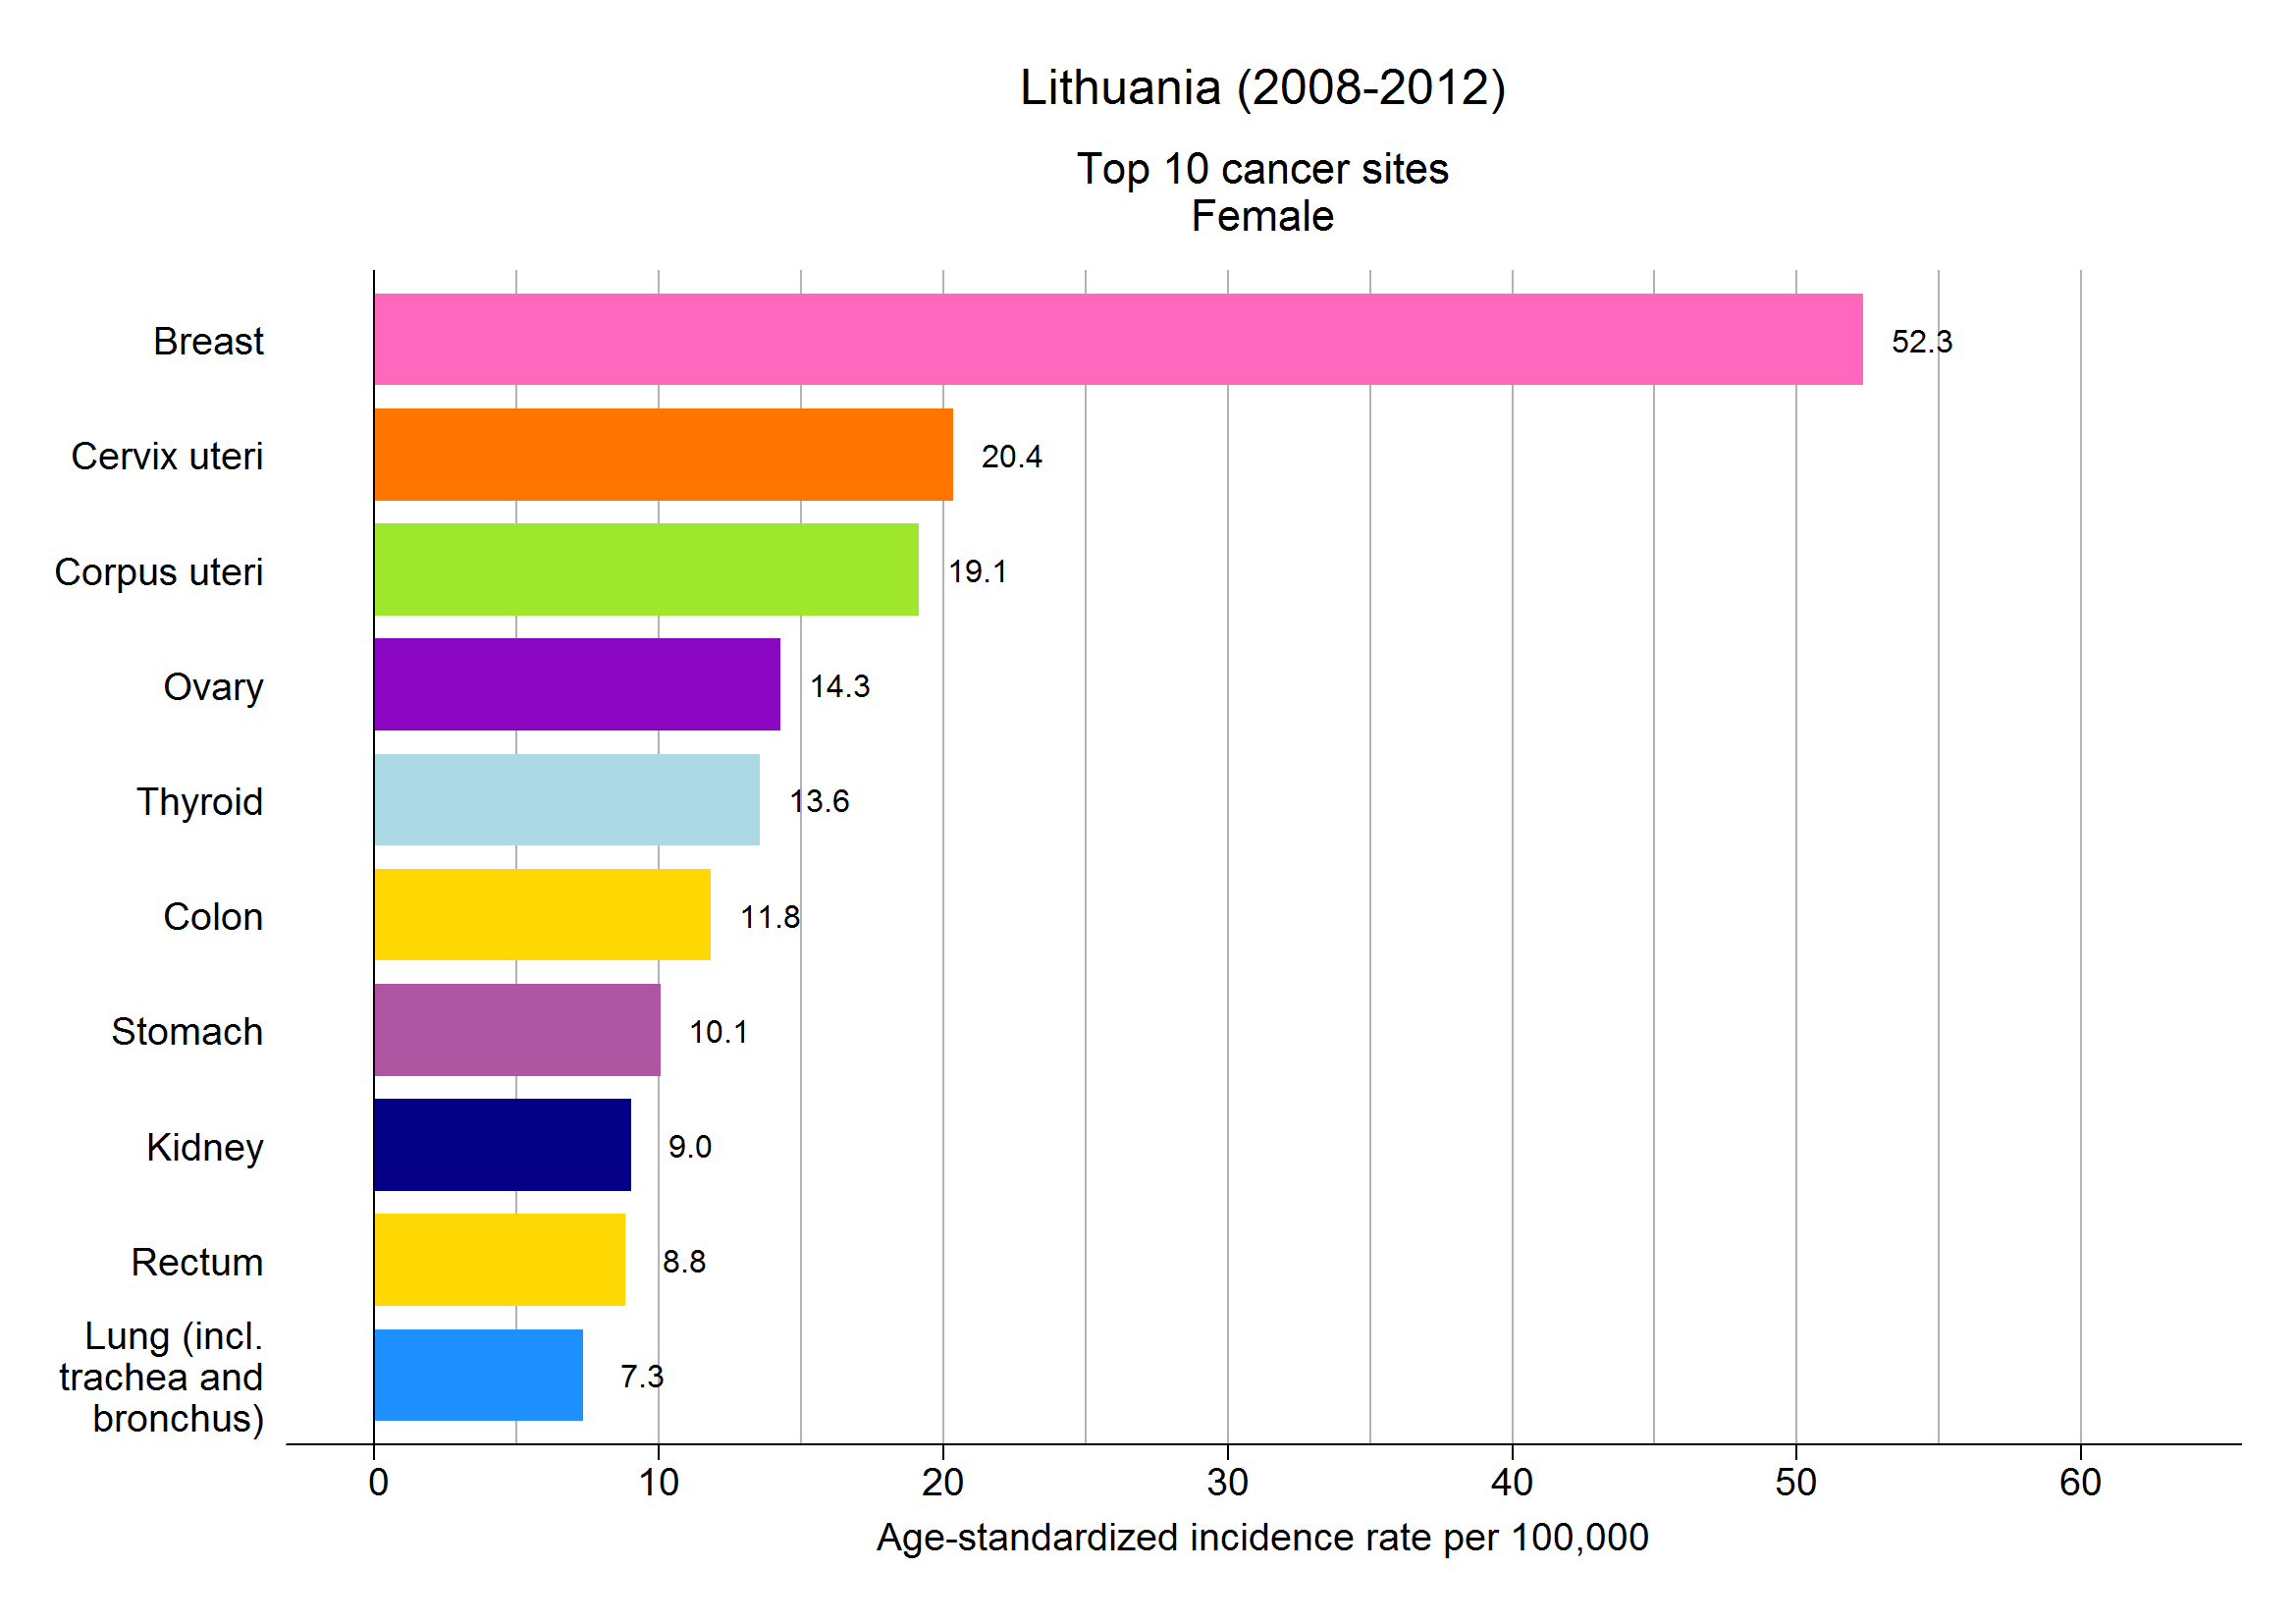 Lithuania (2008-2012)
Top 10 cancer sites
Female
Breast
52.3
Cervix uteri
20.4
Corpus uteri
19.1
Ovary
14.3
Thyroid
13.6
Colon
11.8
Stomach
10.1
Kidney
9.0
Rectum
8.8
Lung (incl.
trachea and
bronchus)
7.3
0 10 20 30 40 50 60
Age-standardized incidence rate per 100,000